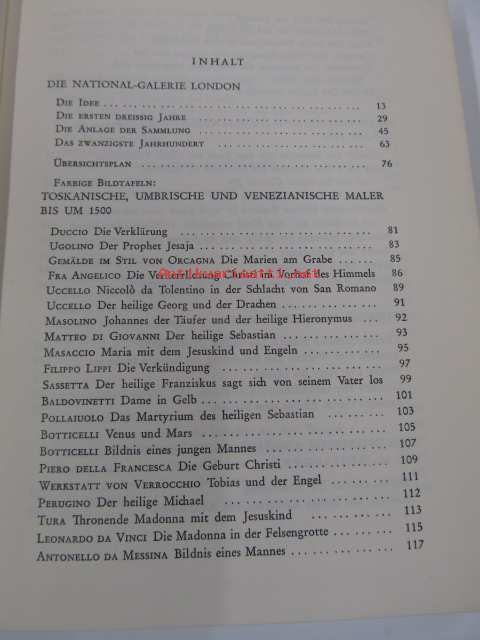 INHALT
DIE NATIONAL-GALERIE LONDON
Die Idee . . . . . . . . . . . . . . . . . . . . 13
Die ersten dreissig Jahre . . . . . . . . . . . . . . . . 29
Die Anlage der Sammlung . . . . . . . . . . . . . . . . 45
Das zwanzigste Jahrhundert . . . . . . . . . . . . . . 63
Übersichtsplan . . . . . . . . . . . . . . . . . . . . 76
Farbige Bildtafeln:
TOSKANISCHE, UMBRISCHE UND VENEZIANISCHE MALER
BIS UM 1500
Duccio Die Verklärung . . . . . . . . . . . . . . . . 81
Ugolino Der Prophet Jesaja . . . . . . . . . . . . . . 83
Gemälde im Stil von Orcagna Die Marien am Grabe . . . 85
Fra Angelico Die Verherrlichung Christi im Vorhof des Himmels 86
Uccello Niccolò da Tolentino in der Schlacht von San Romano 89
Uccello Der heilige Georg und der Drachen . . . . . . 91
Masolino Johannes der Täufer und der heilige Hieronymus . . 92
Matteo di Giovanni Der heilige Sebastian . . . . . . . 93
Masaccio Maria mit dem Jesuskind und Engeln . . . . . 95
Filippo Lippi Die Verkündigung . . . . . . . . . . . . 97
Sassetta Der heilige Franziskus sagt sich von seinem Vater los 99
Baldovinetti Dame in Gelb . . . . . . . . . . . . . . 101
Pollaiuolo Das Martyrium des heiligen Sebastian . . . . 103
Botticelli Venus und Mars . . . . . . . . . . . . . . 105
Botticelli Bildnis eines jungen Mannes . . . . . . . . 107
Piero della Francesca Die Geburt Christi . . . . . . . 109
Werkstatt von Verrocchio Tobias und der Engel . . . . 111
Perugino Der heilige Michael . . . . . . . . . . . . . 112
Tura Thronende Madonna mit dem Jesuskind . . . . . . . 113
Leonardo da Vinci Die Madonna in der Felsengrotte . . . 115
Antonello da Messina Bildnis eines Mannes . . . . . . 117